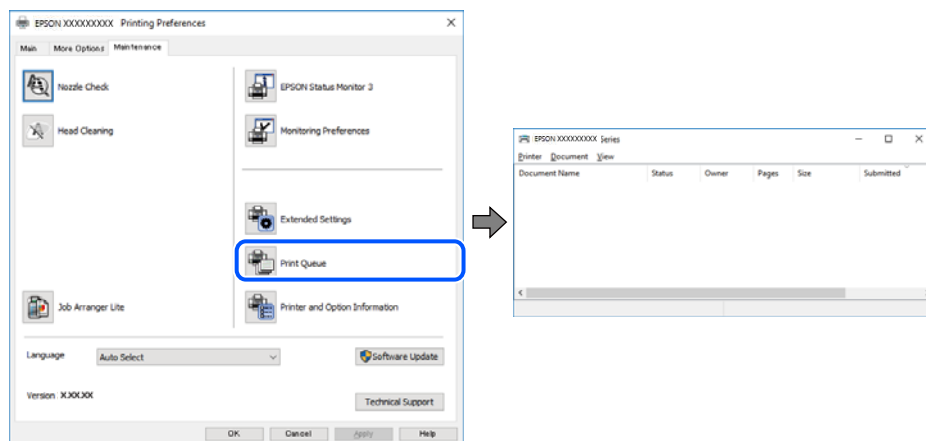 EPSON XXXXXXXXX Printing Preferences
Main More Options Maintenance
Nozzle Check
EPSON Status Monitor 3
Head Cleaning
Monitoring Preferences
Extended Settings
Print Queue
Job Arranger Lite
Printer and Option Information
Language Auto Select Software Update
Version X.XX.XX
Technical Support
OK Cancel Apply Help
EPSON XXXXXXXXX Series
Printer Document View
Document Name Status Owner Pages Size Submitted